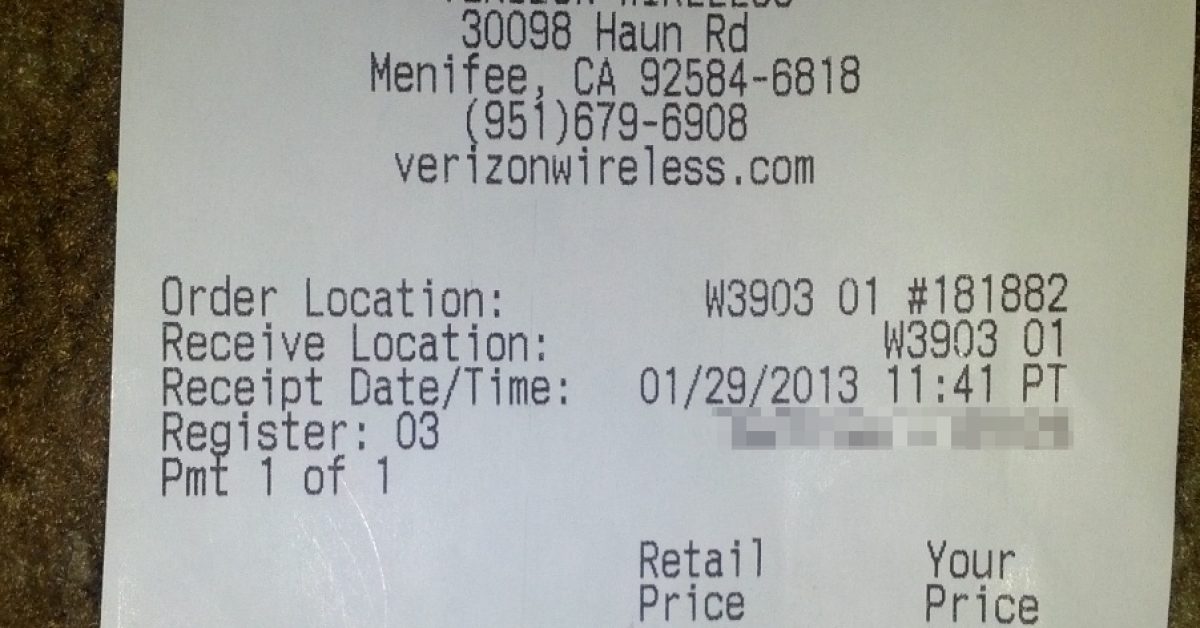 VERIZON WIRELESS
30098 Haun Rd
Menifee, CA 92584-6818
(951)679-6908
verizonwireless.com
Order Location: W3903 01 #181882
Receive Location: W3903 01
Receipt Date/Time: 01/29/2013 11:41 PT
Register: 03
Pmt 1 of 1
Retail Your
Price Price